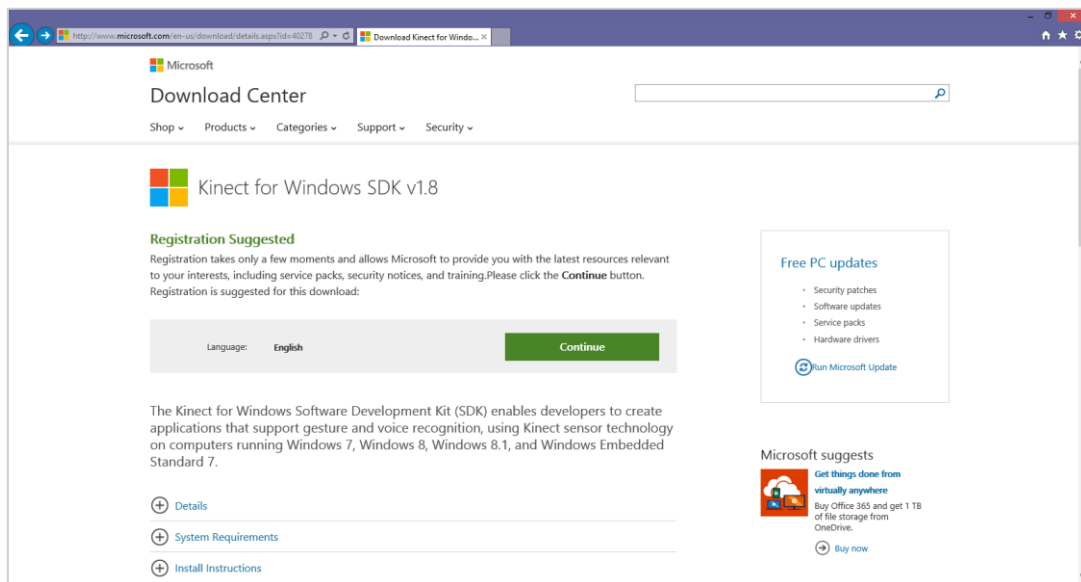 http://www.microsoft.com/en-us/download/details.aspx?id=40278
Download Kinect for Windo...
Microsoft
Download Center
Shop
Products
Categories
Support
Security
Kinect for Windows SDK v1.8
Registration Suggested
Registration takes only a few moments and allows Microsoft to provide you with the latest resources relevant
to your interests, including service packs, security notices, and training.Please click the Continue button.
Registration is suggested for this download:
Language: English
Continue
The Kinect for Windows Software Development Kit (SDK) enables developers to create
applications that support gesture and voice recognition, using Kinect sensor technology
on computers running Windows 7, Windows 8, Windows 8.1, and Windows Embedded
Standard 7.
Details
System Requirements
Install Instructions
Free PC updates
Security patches
Software updates
Service packs
Hardware drivers
Run Microsoft Update
Microsoft suggests
Get things done from
virtually anywhere
Buy Office 365 and get 1 TB
of file storage from
OneDrive.
Buy now